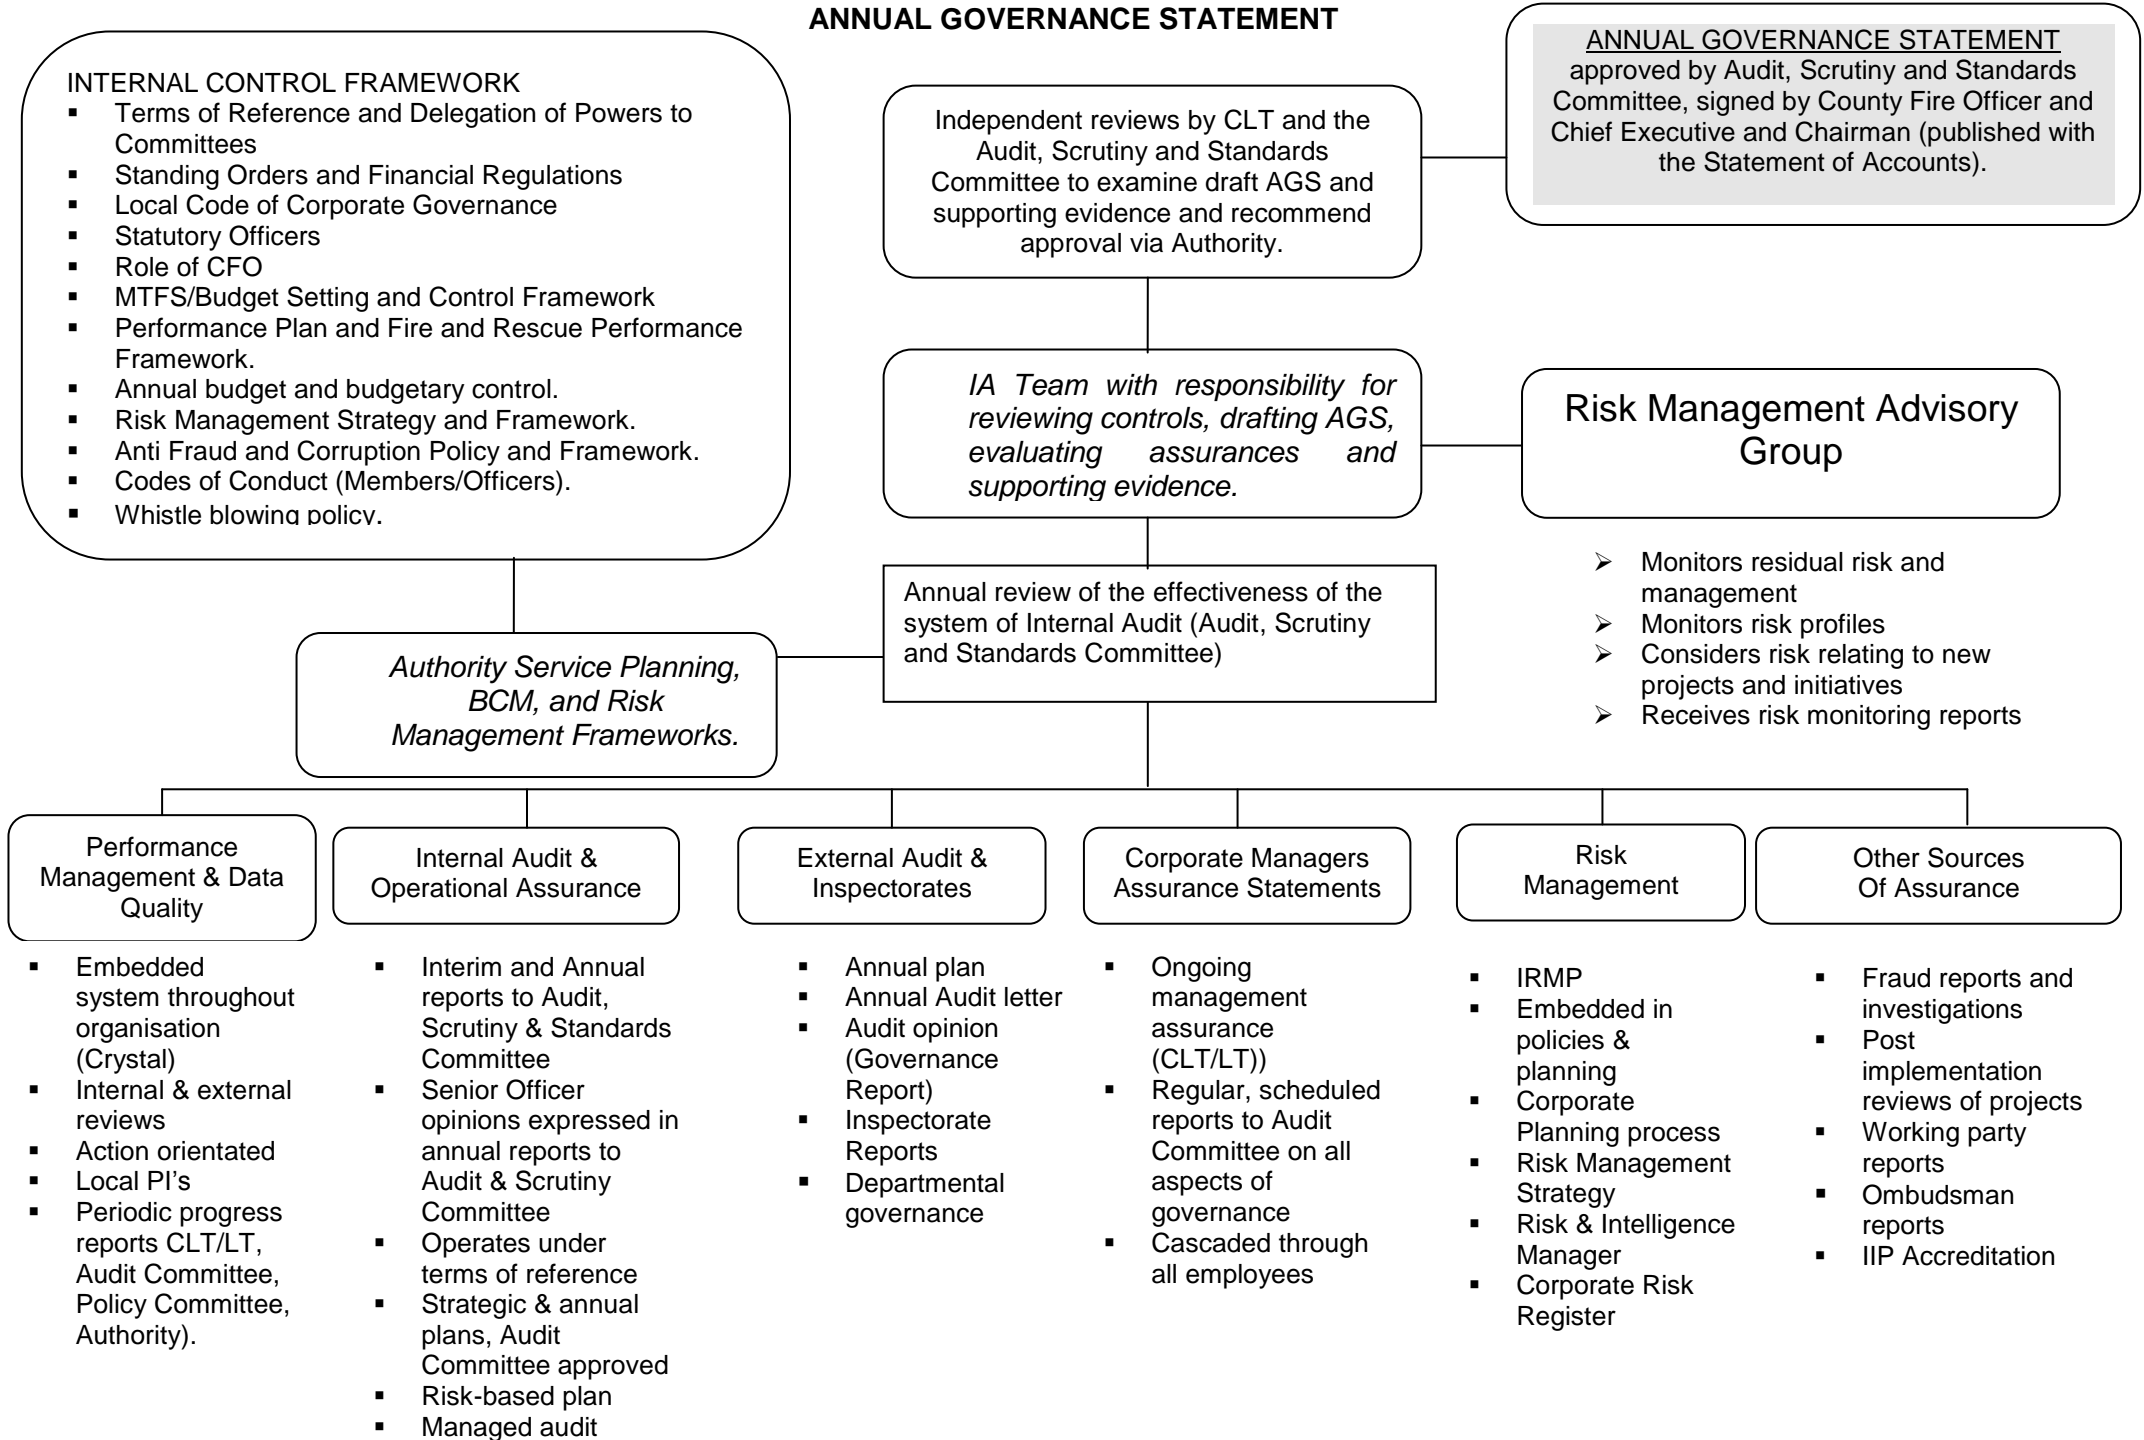 ANNUAL GOVERNANCE STATEMENT
INTERNAL CONTROL FRAMEWORK
▪ Terms of Reference and Delegation of Powers to
Committees
▪ Standing Orders and Financial Regulations
▪ Local Code of Corporate Governance
▪ Statutory Officers
▪ Role of CFO
▪ MTFS/Budget Setting and Control Framework
▪ Performance Plan and Fire and Rescue Performance
Framework.
▪ Annual budget and budgetary control.
▪ Risk Management Strategy and Framework.
▪ Anti Fraud and Corruption Policy and Framework.
▪ Codes of Conduct (Members/Officers).
▪ Whistle blowing policy.
Independent reviews by CLT and the
Audit, Scrutiny and Standards
Committee to examine draft AGS and
supporting evidence and recommend
approval via Authority.
ANNUAL GOVERNANCE STATEMENT
approved by Audit, Scrutiny and Standards
Committee, signed by County Fire Officer and
Chief Executive and Chairman (published with
the Statement of Accounts).
IA Team with responsibility for
reviewing controls, drafting AGS,
evaluating assurances and
supporting evidence.
Risk Management Advisory
Group
➢ Monitors residual risk and
management
➢ Monitors risk profiles
➢ Considers risk relating to new
projects and initiatives
➢ Receives risk monitoring reports
Annual review of the effectiveness of the
system of Internal Audit (Audit, Scrutiny
and Standards Committee)
Authority Service Planning,
BCM, and Risk
Management Frameworks.
Performance
Management & Data
Quality
▪ Embedded
system throughout
organisation
(Crystal)
▪ Internal & external
reviews
▪ Action orientated
▪ Local PI's
▪ Periodic progress
reports CLT/LT,
Audit Committee,
Policy Committee,
Authority).
Internal Audit &
Operational Assurance
▪ Interim and Annual
reports to Audit,
Scrutiny & Standards
Committee
▪ Senior Officer
opinions expressed in
annual reports to
Audit & Scrutiny
Committee
▪ Operates under
terms of reference
▪ Strategic & annual
plans, Audit
Committee approved
▪ Risk-based plan
▪ Managed audit
External Audit &
Inspectorates
▪ Annual plan
▪ Annual Audit letter
▪ Audit opinion
(Governance
Report)
▪ Inspectorate
Reports
▪ Departmental
governance
Corporate Managers
Assurance Statements
▪ Ongoing
management
assurance
(CLT/LT))
▪ Regular, scheduled
reports to Audit
Committee on all
aspects of
governance
▪ Cascaded through
all employees
Risk
Management
▪ IRMP
▪ Embedded in
policies &
planning
▪ Corporate
Planning process
▪ Risk Management
Strategy
▪ Risk & Intelligence
Manager
▪ Corporate Risk
Register
Other Sources
Of Assurance
▪ Fraud reports and
investigations
▪ Post
implementation
reviews of projects
▪ Working party
reports
▪ Ombudsman
reports
▪ IIP Accreditation